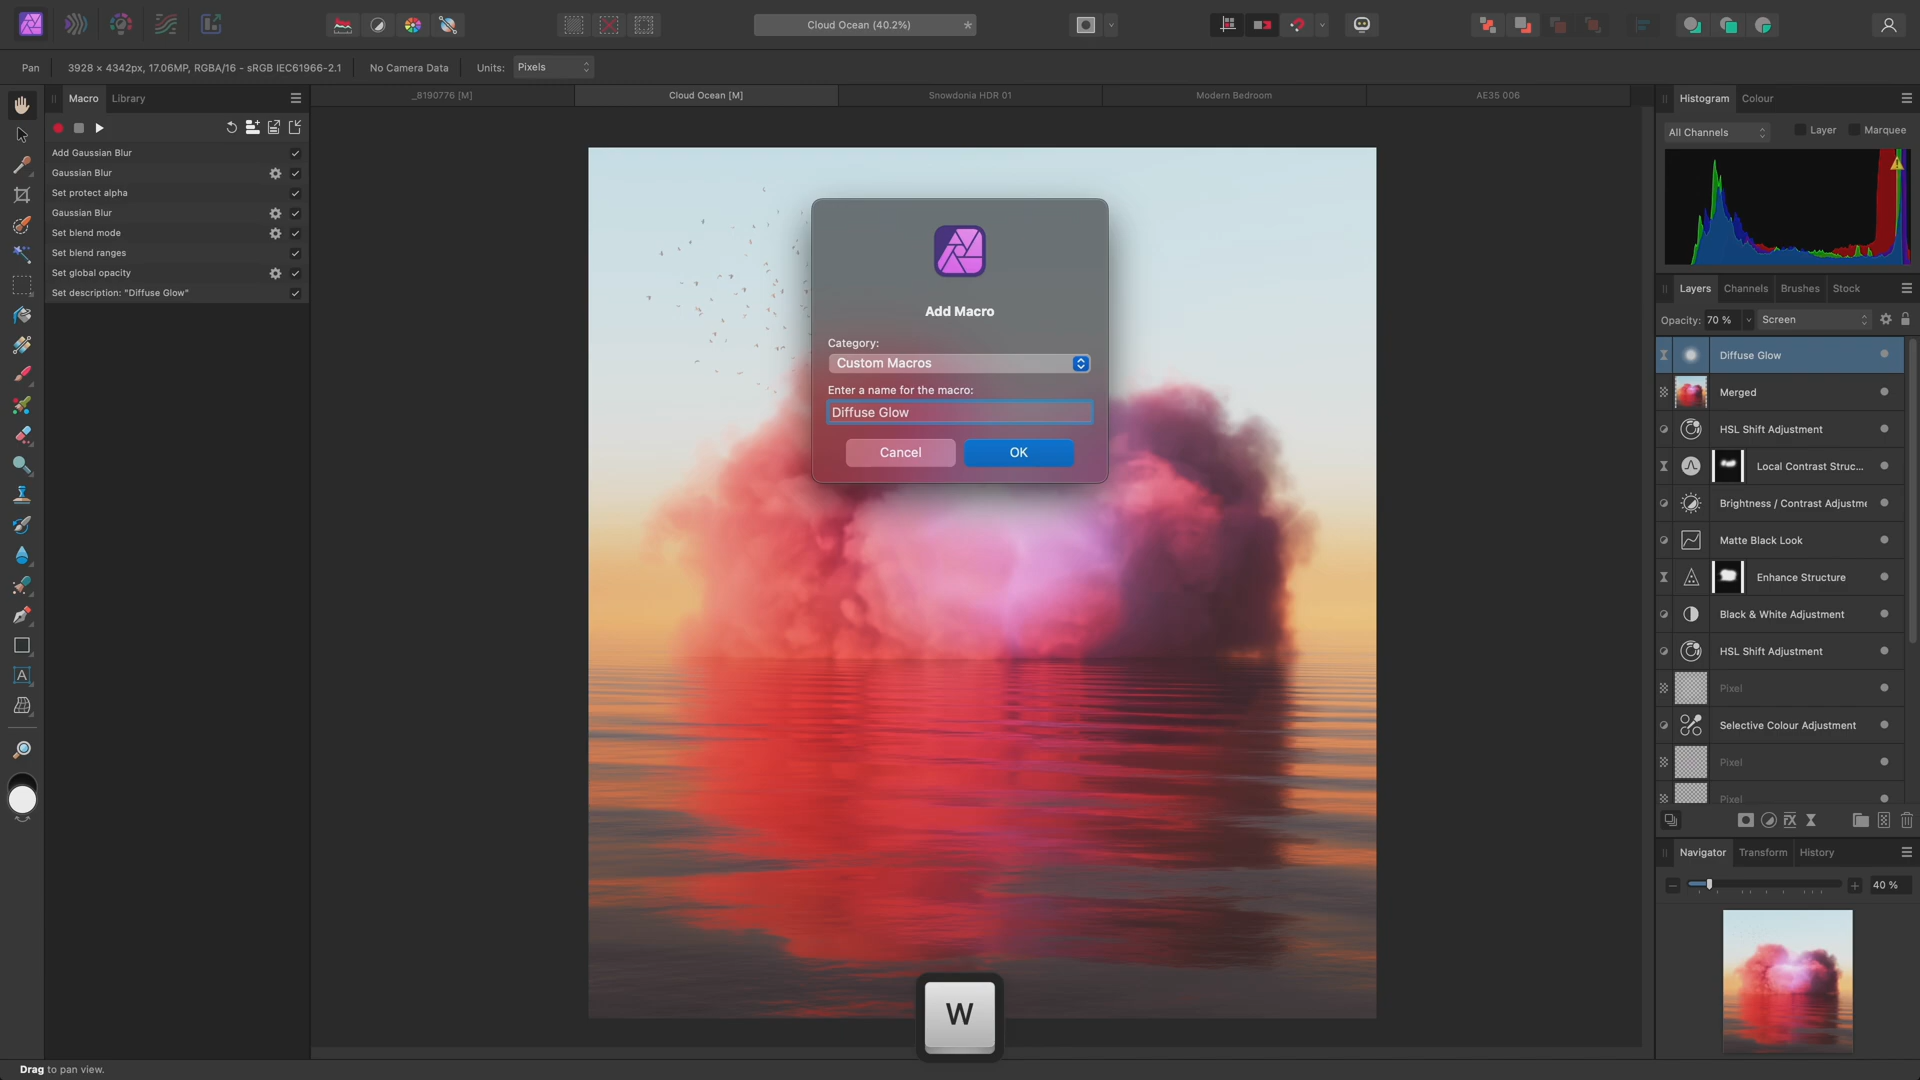 Cloud Ocean (40.2%)
*
Pan
3928 × 4342px, 17.06MP, RGBA/16 - sRGB IEC61966-2.1
No Camera Data
Units:
Pixels
Macro
Library
_8190776 [M]
Cloud Ocean [M]
Snowdonia HDR 01
Modern Bedroom
AE35 006
Histogram
Colour
All Channels
Layer
Marquee
Add Gaussian Blur
Gaussian Blur
Set protect alpha
Gaussian Blur
Set blend mode
Set blend ranges
Set global opacity
Set description: "Diffuse Glow"
Add Macro
Category:
Custom Macros
Enter a name for the macro:
Diffuse Glow
Cancel
OK
Layers
Channels
Brushes
Stock
Opacity:
70 %
Screen
Diffuse Glow
Merged
HSL Shift Adjustment
Local Contrast Struc...
Brightness / Contrast Adjustme
Matte Black Look
Enhance Structure
Black & White Adjustment
HSL Shift Adjustment
Pixel
Selective Colour Adjustment
Pixel
Pixel
Navigator
Transform
History
40 %
W
Drag to pan view.